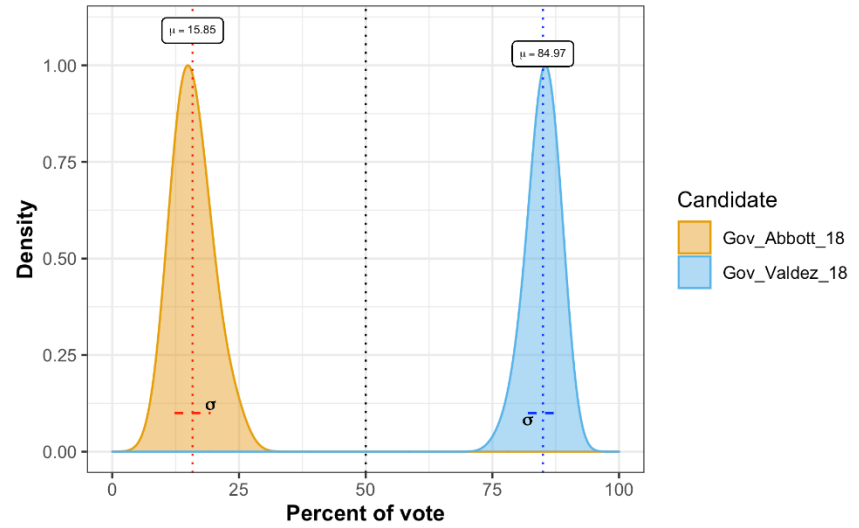 μ = 15.85
μ = 84.97
1.00
0.75
0.50
0.25
0.00
Density
σ
σ
0
25
50
75
100
Percent of vote
Candidate
Gov_Abbott_18
Gov_Valdez_18